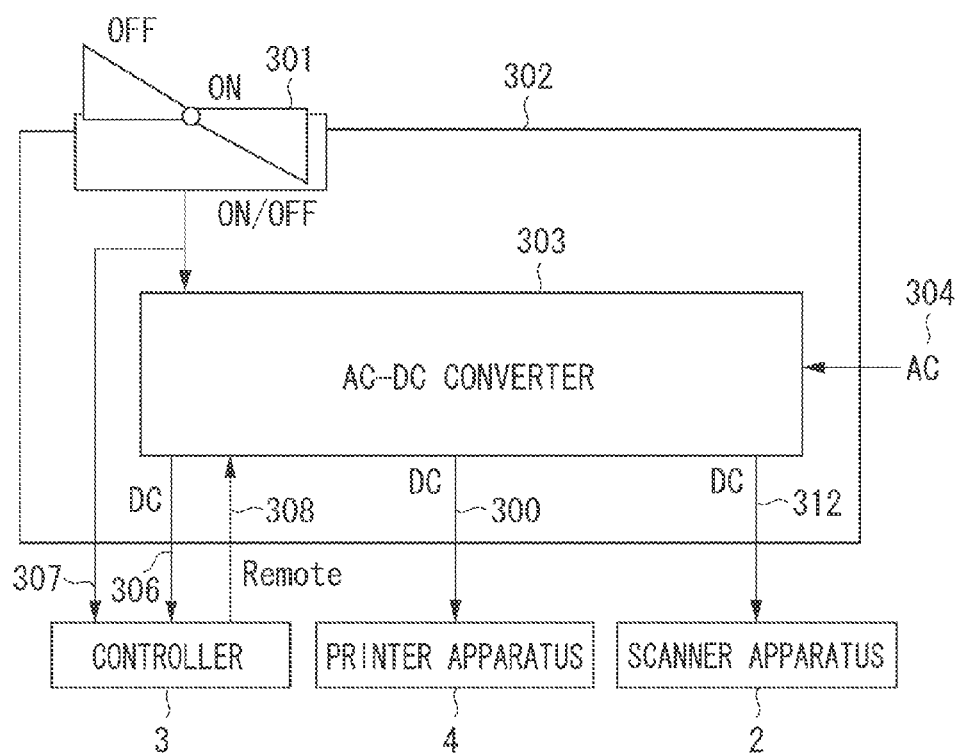 OFF
301
ON
302
ON/OFF
303
304
AC-DC CONVERTER
AC
DC
DC
DC
308
300
312
307
306
Remote
CONTROLLER
PRINTER APPARATUS
SCANNER APPARATUS
3
4
2